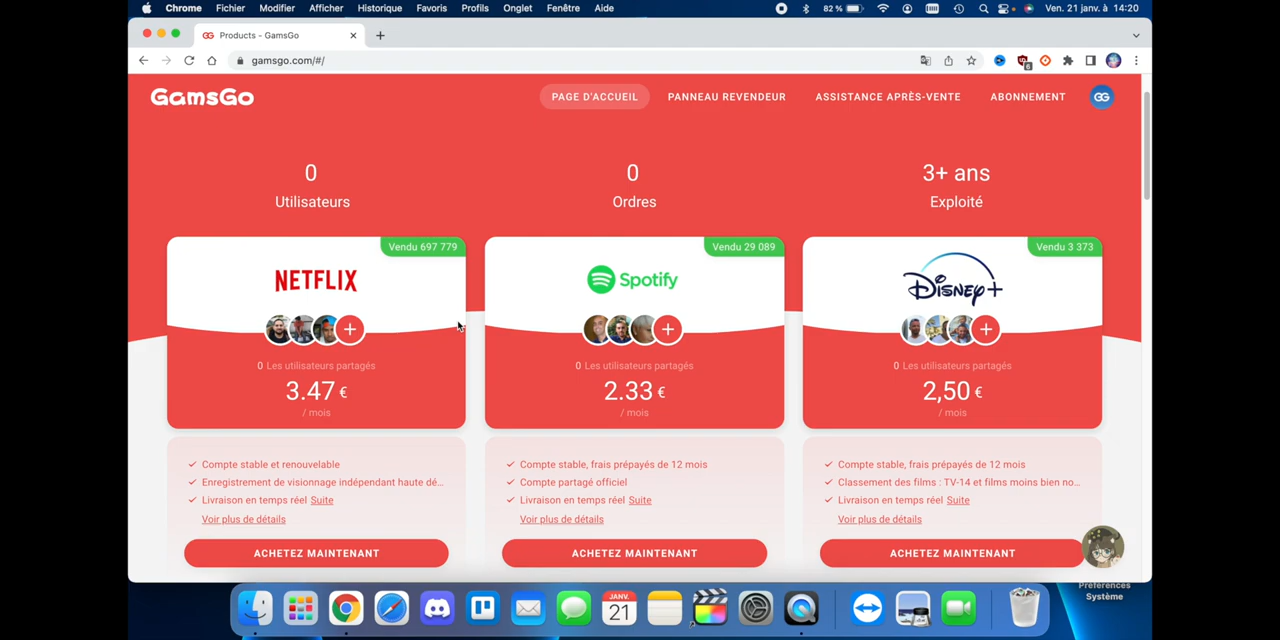 Chrome Fichier Modifier Afficher Historique Favoris Profils Onglet Fenêtre Aide 82 % Ven. 21 janv. à 14:20
Products - GamsGo
gamsgo.com/#/
GamsGo PAGE D'ACCUEIL PANNEAU REVENDEUR ASSISTANCE APRÈS-VENTE ABONNEMENT GG
0 0 3+ ans
Utilisateurs Ordres Exploité
Vendu 697 779 Vendu 29 089 Vendu 3 373
NETFLIX Spotify Disney+
0 Les utilisateurs partagés 0 Les utilisateurs partagés 0 Les utilisateurs partagés
3.47 € 2.33 € 2,50 €
/ mois / mois / mois
Compte stable et renouvelable Compte stable, frais prépayés de 12 mois Compte stable, frais prépayés de 12 mois
Enregistrement de visionnage indépendant haute dé... Compte partagé officiel Classement des films : TV-14 et films moins bien no...
Livraison en temps réel Suite Livraison en temps réel Suite Livraison en temps réel Suite
Voir plus de détails Voir plus de détails Voir plus de détails
ACHETEZ MAINTENANT ACHETEZ MAINTENANT ACHETEZ MAINTENANT
Préférences
Système
JANV.
21